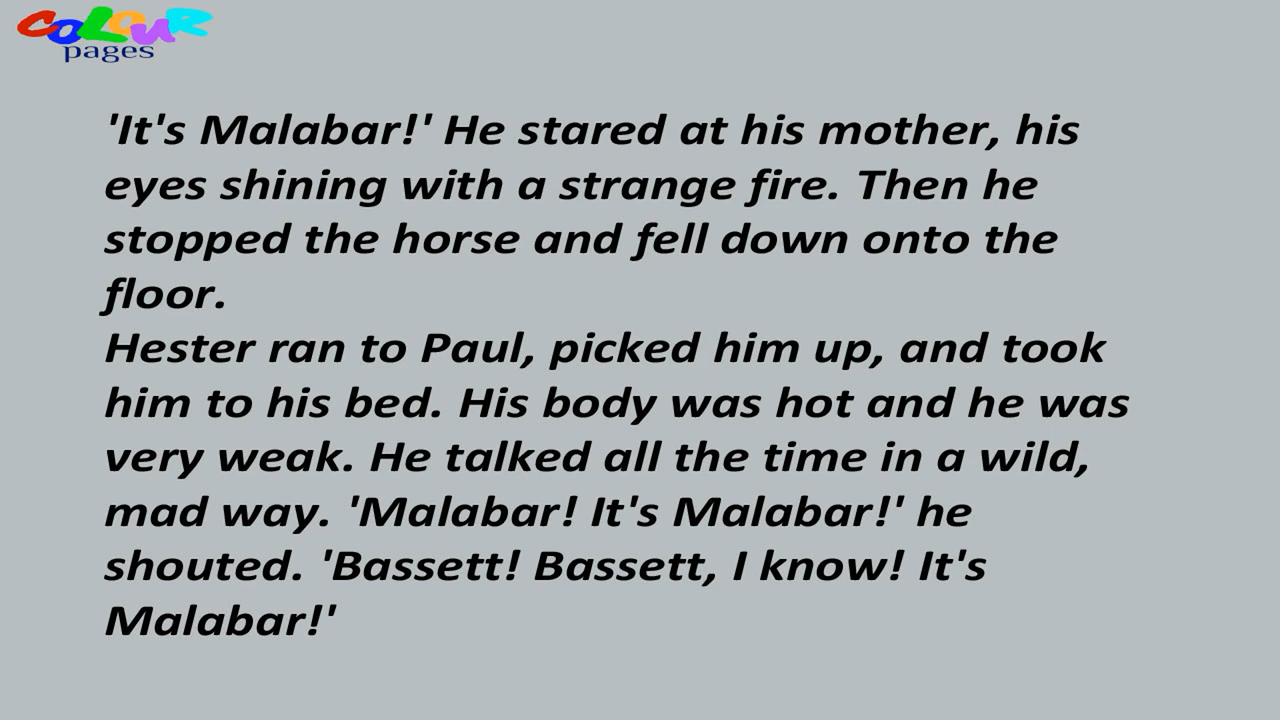 COLOUR
pages
'It's Malabar!' He stared at his mother, his
eyes shining with a strange fire. Then he
stopped the horse and fell down onto the
floor.
Hester ran to Paul, picked him up, and took
him to his bed. His body was hot and he was
very weak. He talked all the time in a wild,
mad way. 'Malabar! It's Malabar!' he
shouted. 'Bassett! Bassett, I know! It's
Malabar!'